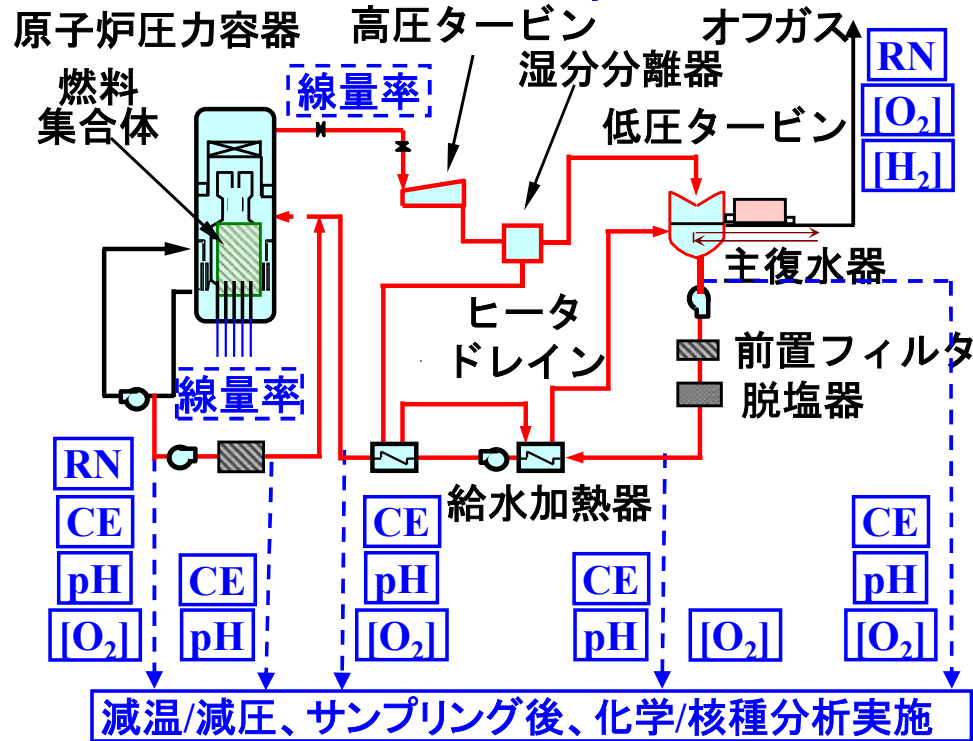 原子炉圧力容器
高圧タービン
オフガス
燃料
集合体
線量率
湿分分離器
低圧タービン
RN
[O₂]
[H₂]
主復水器
ヒータ
ドレイン
前置フィルタ
脱塩器
線量率
給水加熱器
RN
CE
pH
[O₂]
CE
pH
CE
pH
[O₂]
CE
pH
[O₂]
CE
pH
[O₂]
減温/減圧、サンプリング後、化学/核種分析実施